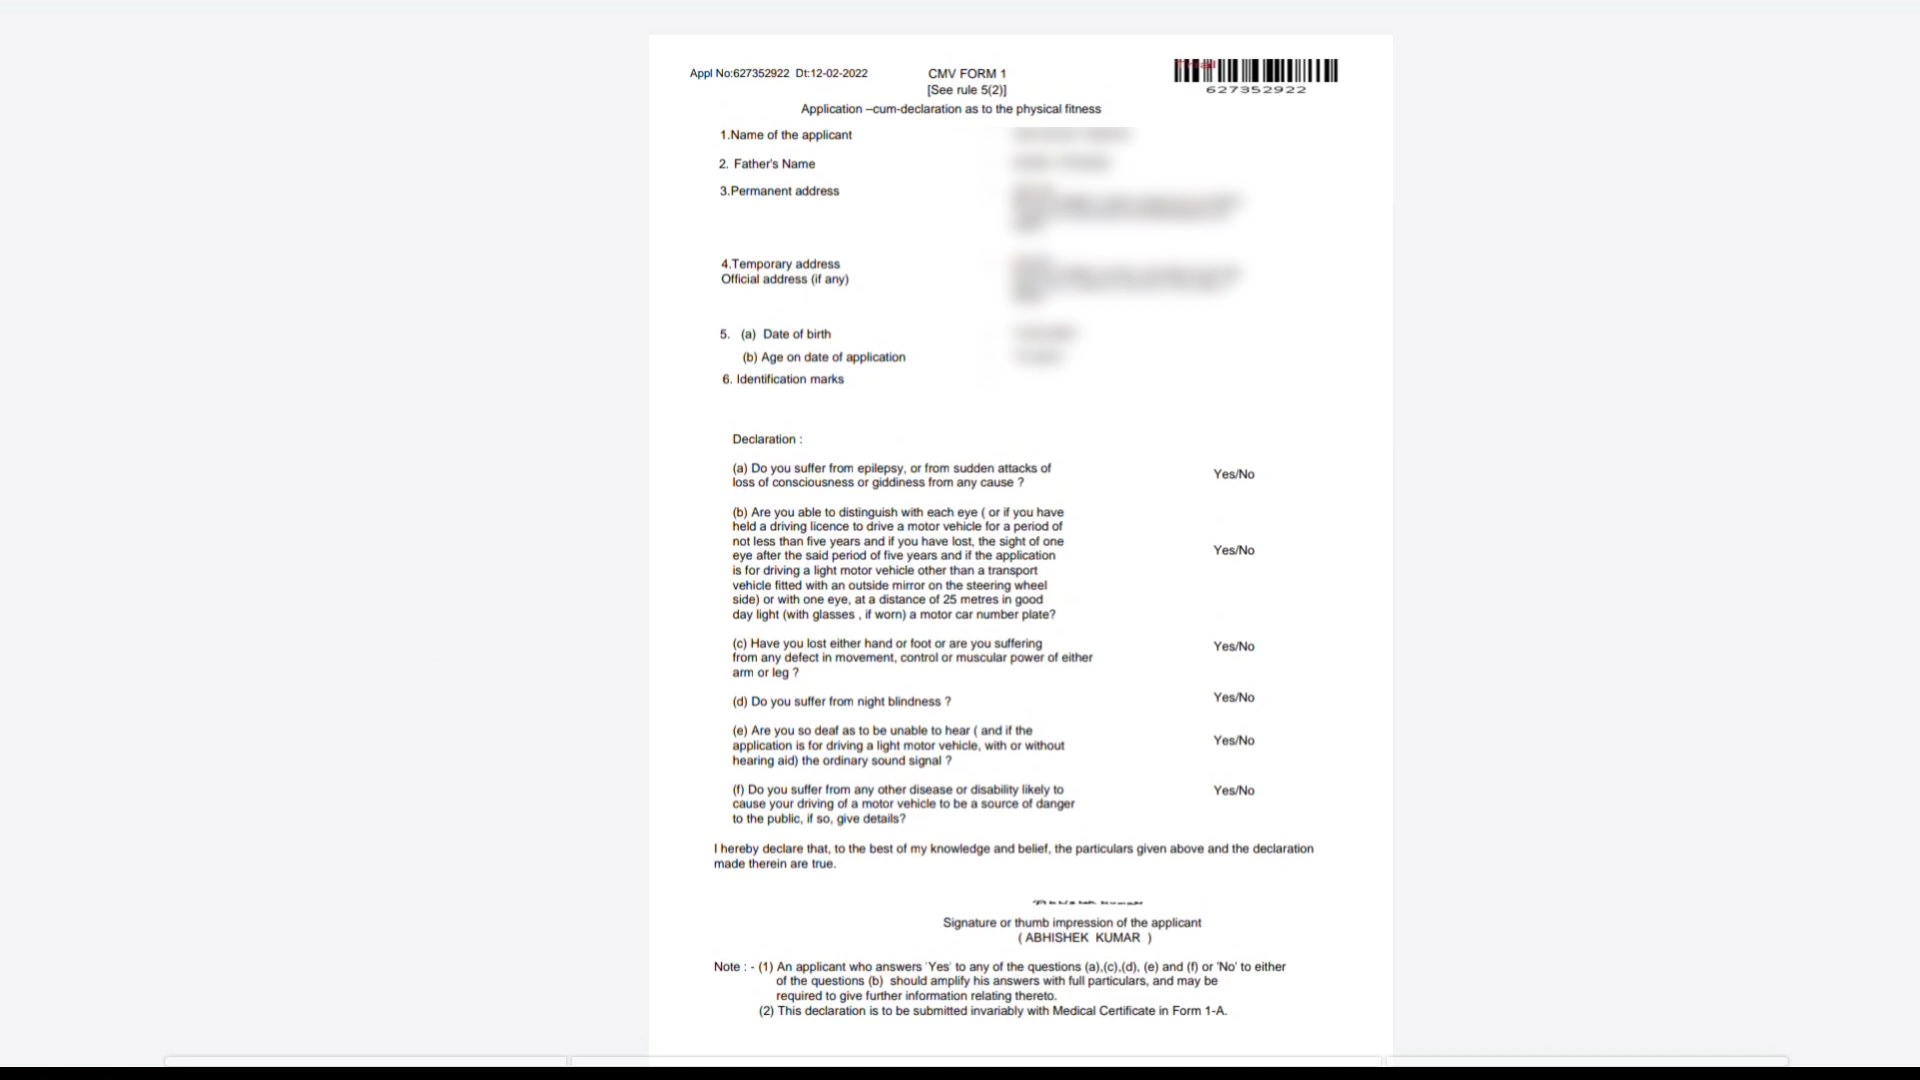 Appl No:627352922 Dt:12-02-2022
CMV FORM 1
[See rule 5(2)]
627352922
Application –cum-declaration as to the physical fitness
1.Name of the applicant
2. Father's Name
3.Permanent address
4.Temporary address
Official address (if any)
5. (a) Date of birth
(b) Age on date of application
6. Identification marks
Declaration :
(a) Do you suffer from epilepsy, or from sudden attacks of
loss of consciousness or giddiness from any cause ?
Yes/No
(b) Are you able to distinguish with each eye ( or if you have
held a driving licence to drive a motor vehicle for a period of
not less than five years and if you have lost, the sight of one
eye after the said period of five years and if the application
is for driving a light motor vehicle other than a transport
vehicle fitted with an outside mirror on the steering wheel
side) or with one eye, at a distance of 25 metres in good
day light (with glasses , if worn) a motor car number plate?
Yes/No
(c) Have you lost either hand or foot or are you suffering
from any defect in movement, control or muscular power of either
arm or leg ?
Yes/No
(d) Do you suffer from night blindness ?
Yes/No
(e) Are you so deaf as to be unable to hear ( and if the
application is for driving a light motor vehicle, with or without
hearing aid) the ordinary sound signal ?
Yes/No
(f) Do you suffer from any other disease or disability likely to
cause your driving of a motor vehicle to be a source of danger
to the public, if so, give details?
Yes/No
I hereby declare that, to the best of my knowledge and belief, the particulars given above and the declaration
made therein are true.
Signature or thumb impression of the applicant
( ABHISHEK KUMAR )
Note : - (1) An applicant who answers 'Yes' to any of the questions (a),(c),(d), (e) and (f) or 'No' to either
of the questions (b) should amplify his answers with full particulars, and may be
required to give further information relating thereto.
(2) This declaration is to be submitted invariably with Medical Certificate in Form 1-A.